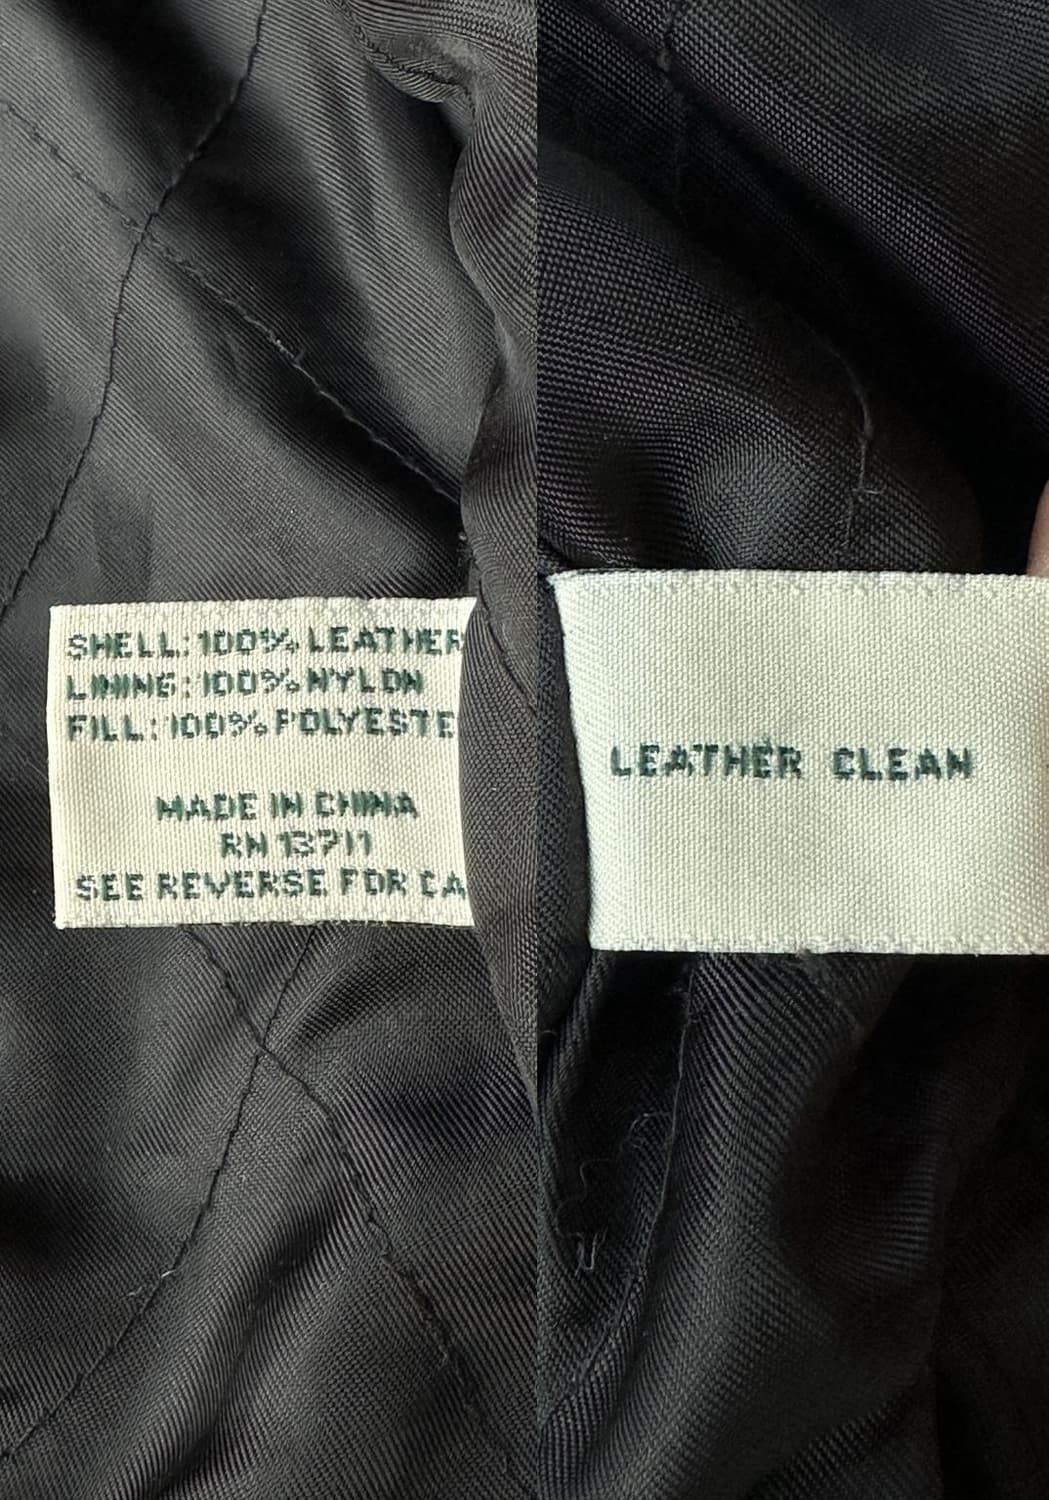 SHELL: 100% LEATHER
LINING: 100% NYLON
FILL: 100% POLYESTE
MADE IN CHINA
RN 13711
SEE REVERSE FOR CA
LEATHER CLEAN